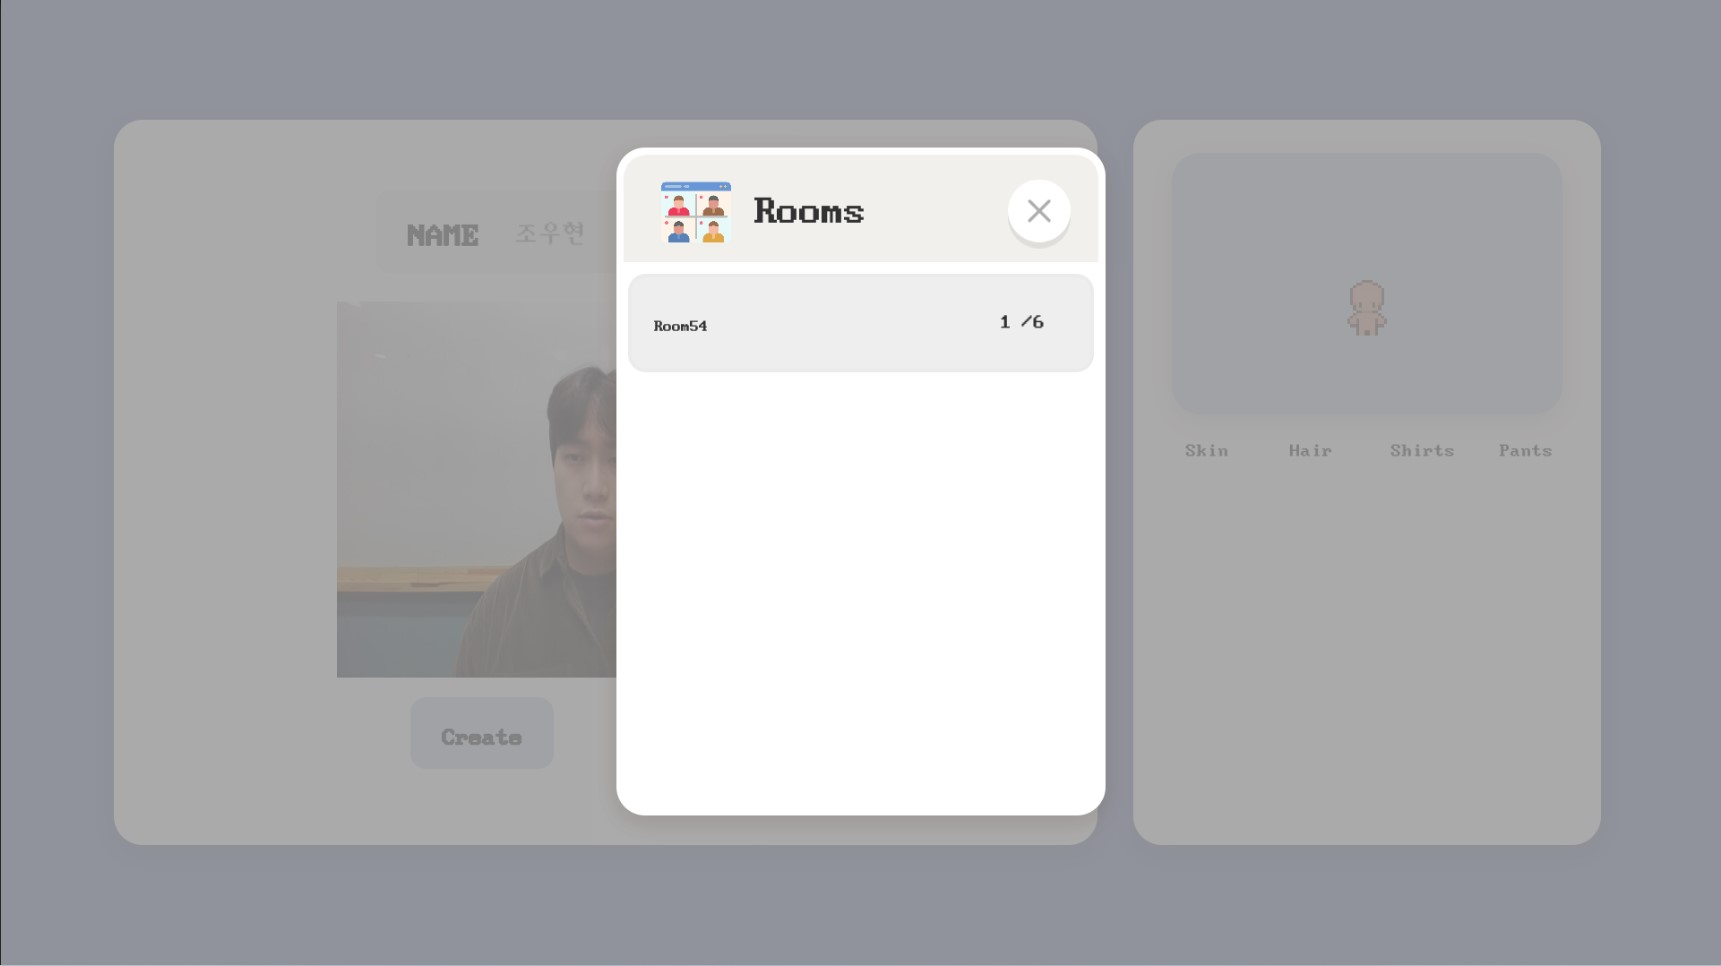 Rooms
Room54
1 /6
NAME 조우현
Create
Skin Hair Shirts Pants